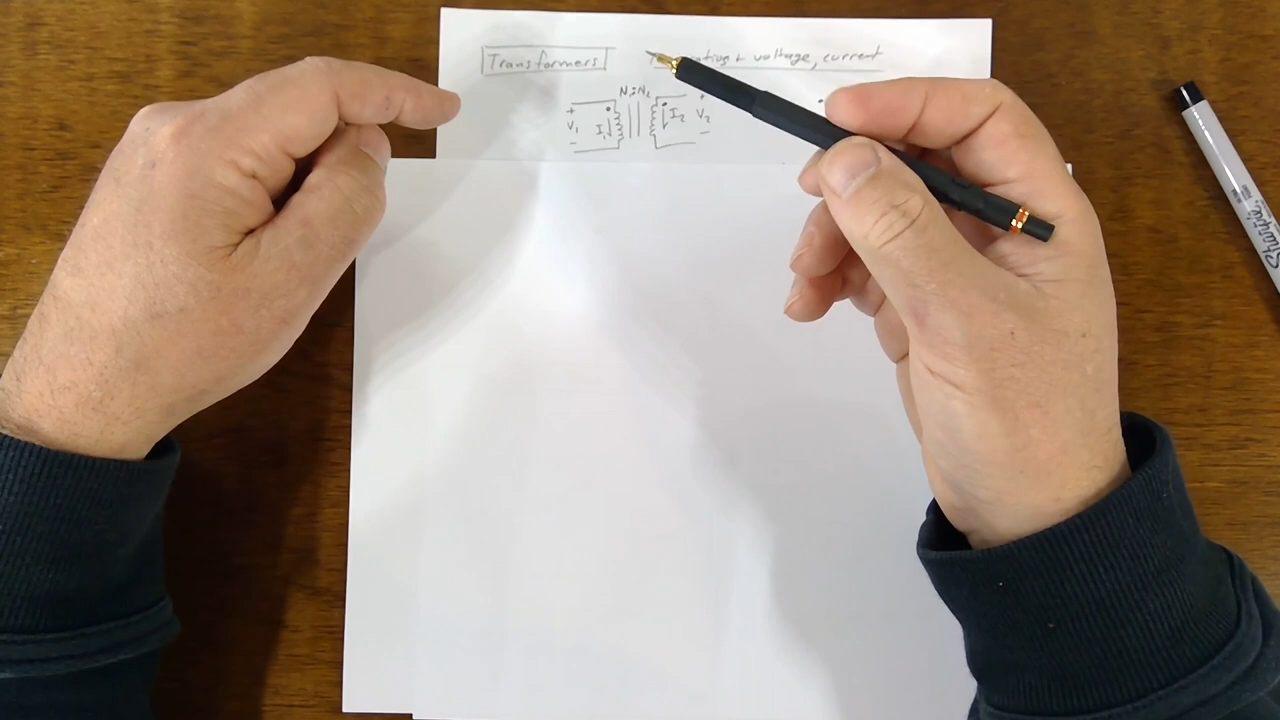 Transformers
& voltage, current
N₁:N₂
+ +
V₁ I₁ I₂ V₂
- -
Sharpie